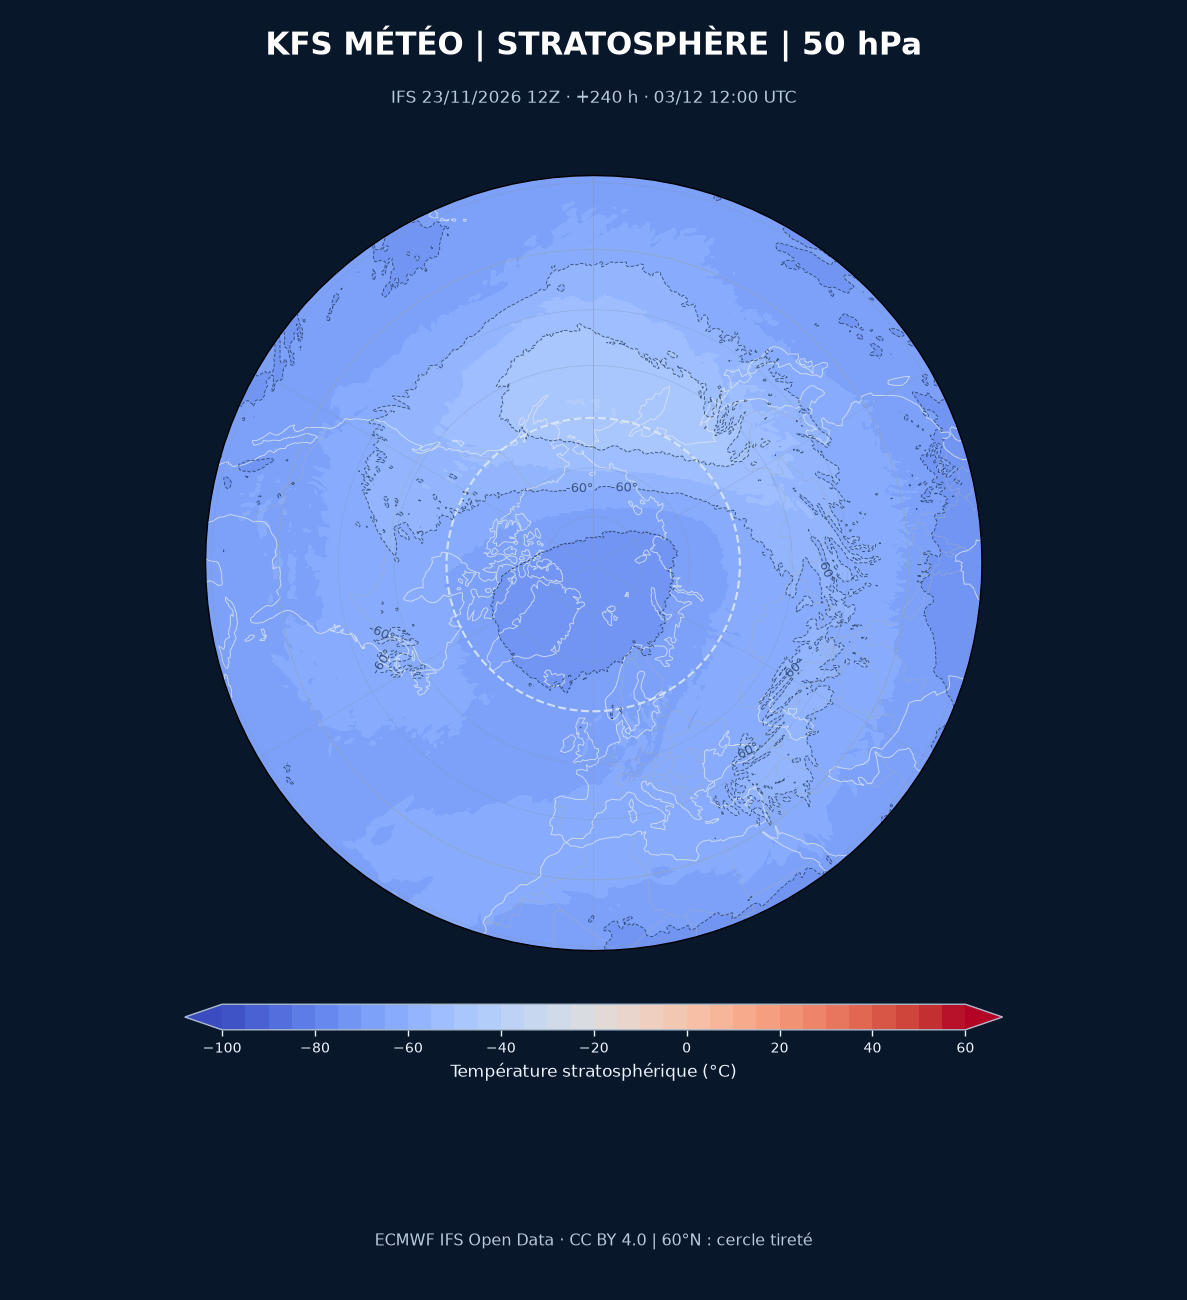 KFS MÉTÉO | STRATOSPHÈRE | 50 hPa
IFS 23/11/2026 12Z · +240 h · 03/12 12:00 UTC
-60° -60°
60°
-60°
-60°
-60°
60°
−100 −80 −60 −40 −20 0 20 40 60
Température stratosphérique (°C)
ECMWF IFS Open Data · CC BY 4.0 | 60°N : cercle tireté